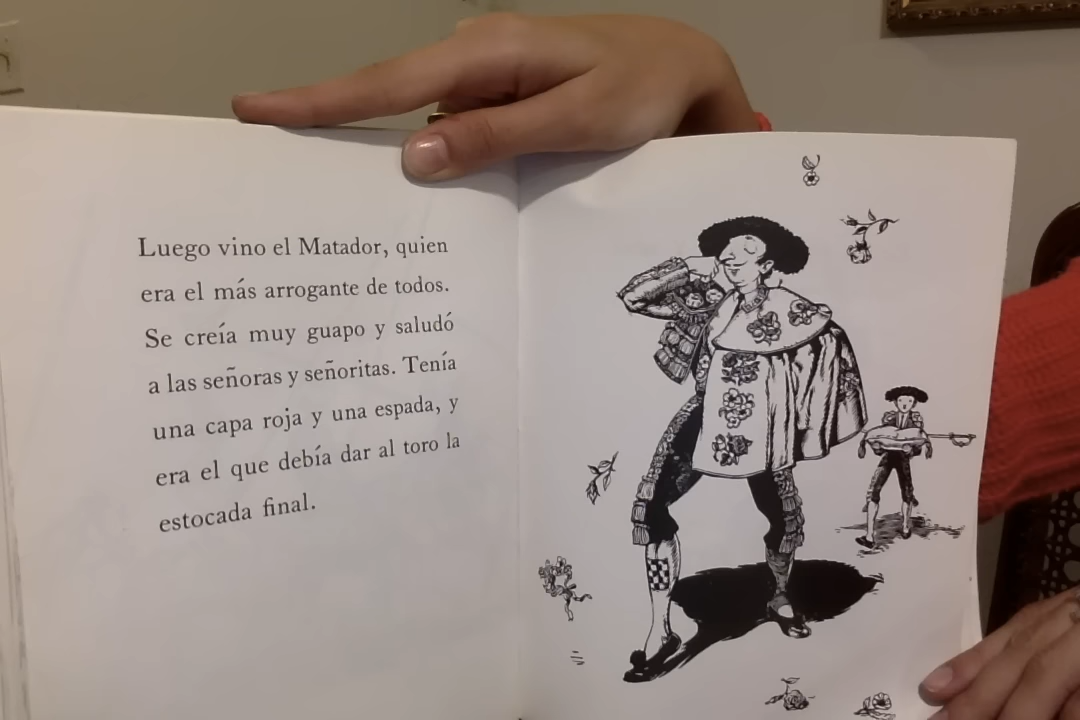 Luego vino el Matador, quien
era el más arrogante de todos.
Se creía muy guapo y saludó
a las señoras y señoritas. Tenía
una capa roja y una espada, y
era el que debía dar al toro la
estocada final.